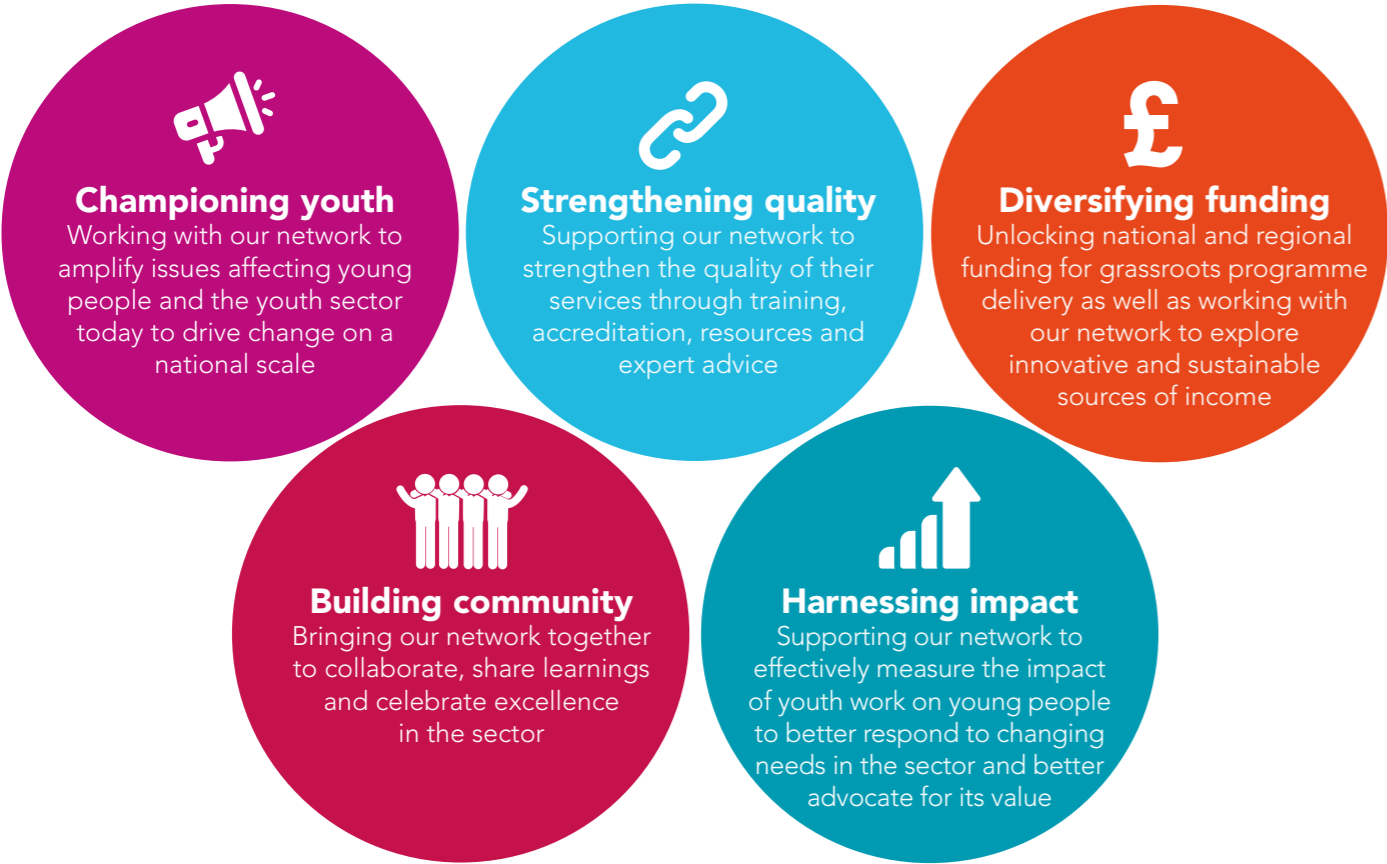 Championing youth
Working with our network to
amplify issues affecting young
people and the youth sector
today to drive change on a
national scale
Strengthening quality
Supporting our network to
strengthen the quality of their
services through training,
accreditation, resources and
expert advice
£
Diversifying funding
Unlocking national and regional
funding for grassroots programme
delivery as well as working with
our network to explore
innovative and sustainable
sources of income
Building community
Bringing our network together
to collaborate, share learnings
and celebrate excellence
in the sector
Harnessing impact
Supporting our network to
effectively measure the impact
of youth work on young people
to better respond to changing
needs in the sector and better
advocate for its value